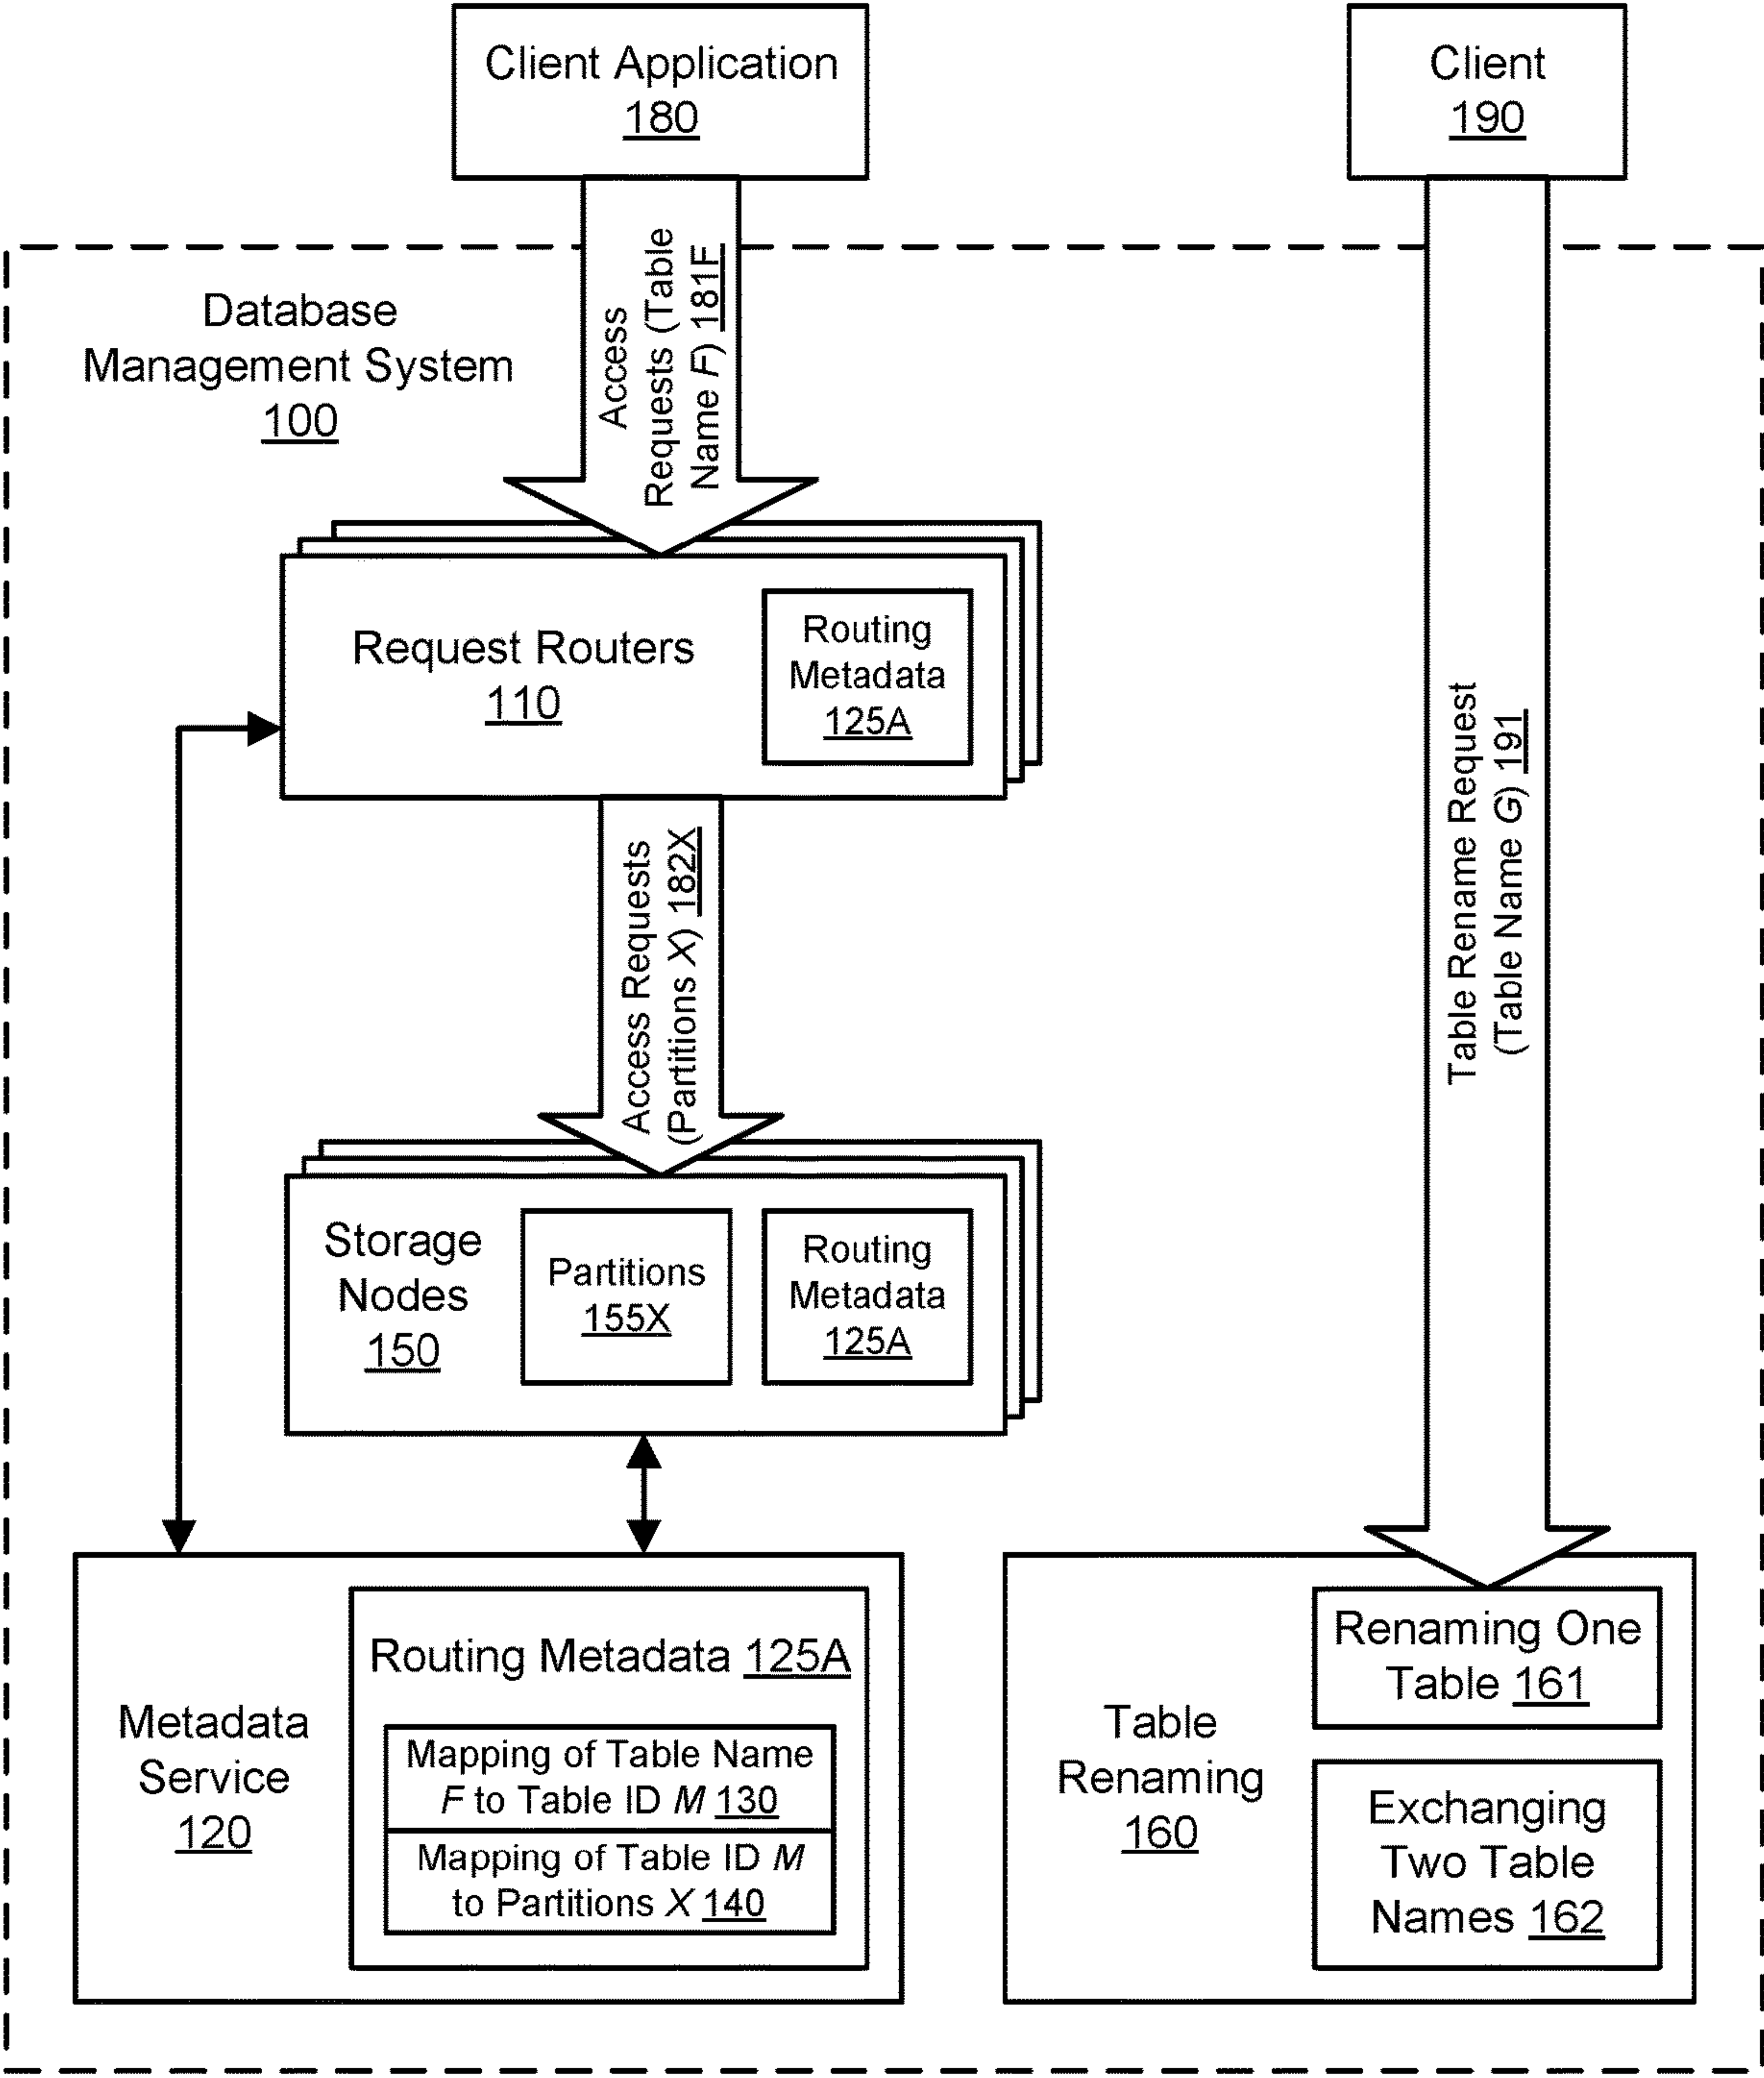 Client Application
180
Client
190
Database
Management System
100
Access
Requests (Table
Name F) 181F
Request Routers
110
Routing
Metadata
125A
Table Rename Request
(Table Name G) 191
Access Requests
(Partitions X) 182X
Storage
Nodes
150
Partitions
155X
Routing
Metadata
125A
Metadata
Service
120
Routing Metadata 125A
Mapping of Table Name
F to Table ID M 130
Mapping of Table ID M
to Partitions X 140
Table
Renaming
160
Renaming One
Table 161
Exchanging
Two Table
Names 162